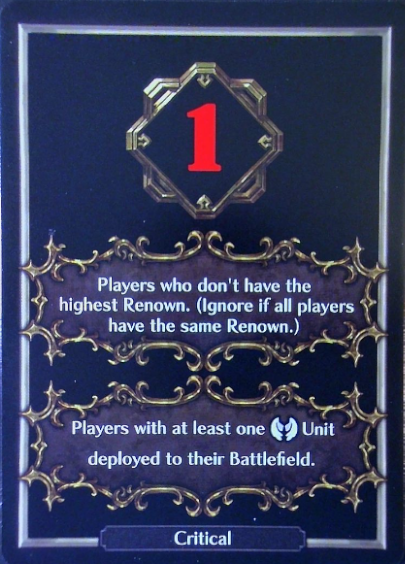 1
Players who don't have the
highest Renown. (Ignore if all players
have the same Renown.)
Players with at least one Unit
deployed to their Battlefield.
Critical